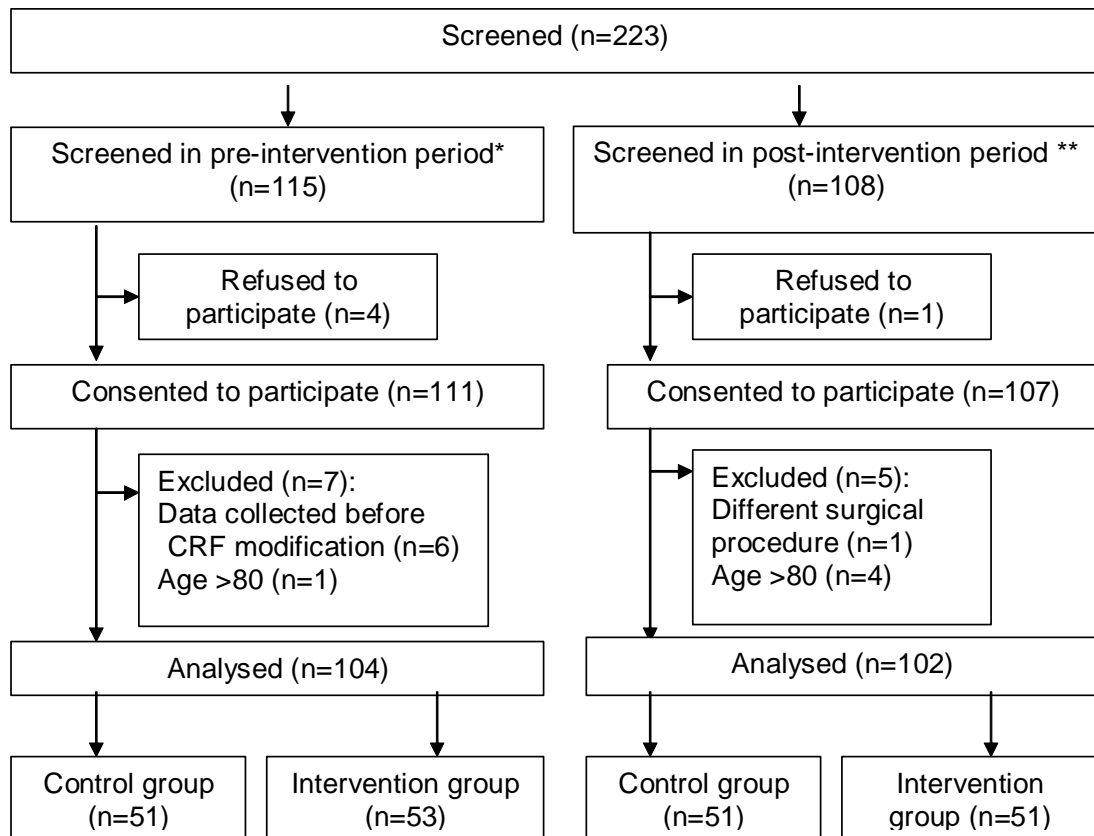 Screened (n=223)
Screened in pre-intervention period*
(n=115)
Screened in post-intervention period **
(n=108)
Refused to
participate (n=4)
Refused to
participate (n=1)
Consented to participate (n=111)
Consented to participate (n=107)
Excluded (n=7):
Data collected before
CRF modification (n=6)
Age >80 (n=1)
Excluded (n=5):
Different surgical
procedure (n=1)
Age >80 (n=4)
Analysed (n=104)
Analysed (n=102)
Control group
(n=51)
Intervention group
(n=53)
Control group
(n=51)
Intervention
group (n=51)